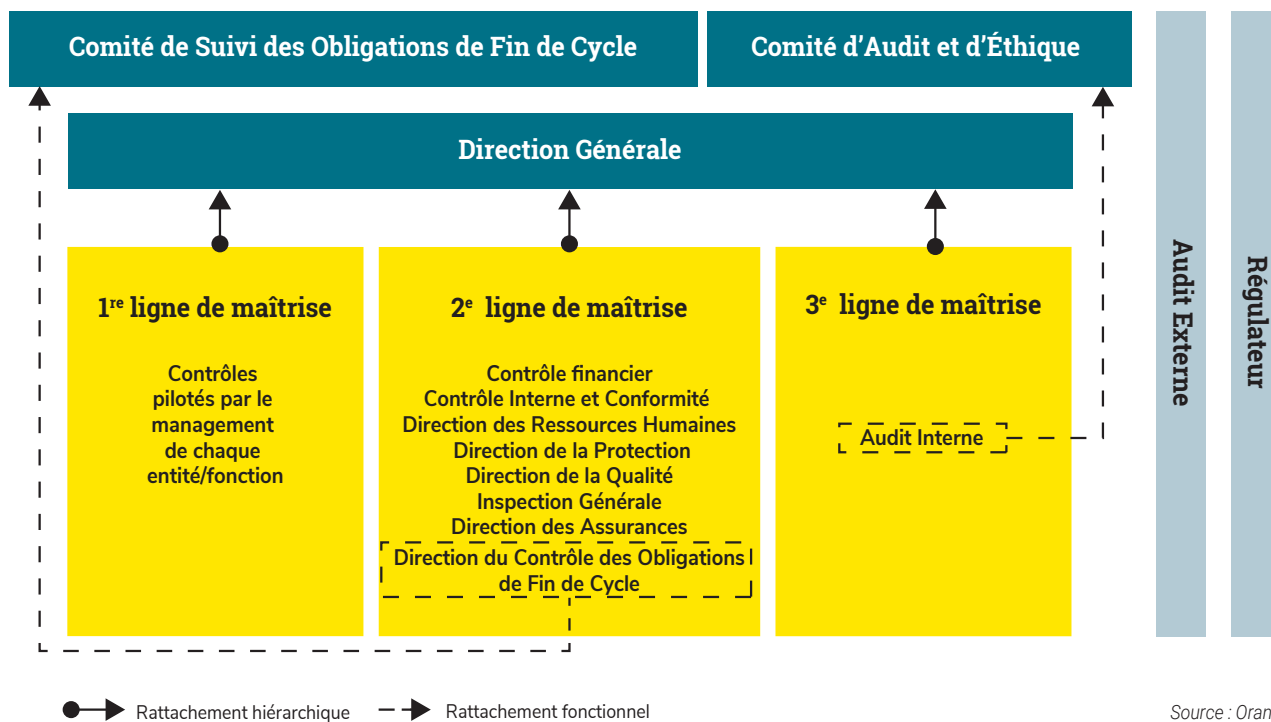 Comité de Suivi des Obligations de Fin de Cycle
Comité d'Audit et d'Éthique
Direction Générale
1re ligne de maîtrise
Contrôles
pilotés par le
management
de chaque
entité/fonction
2e ligne de maîtrise
Contrôle financier
Contrôle Interne et Conformité
Direction des Ressources Humaines
Direction de la Protection
Direction de la Qualité
Inspection Générale
Direction des Assurances
Direction du Contrôle des Obligations
de Fin de Cycle
3e ligne de maîtrise
Audit Interne
Audit Externe
Régulateur
Rattachement hiérarchique
Rattachement fonctionnel
Source : Oran